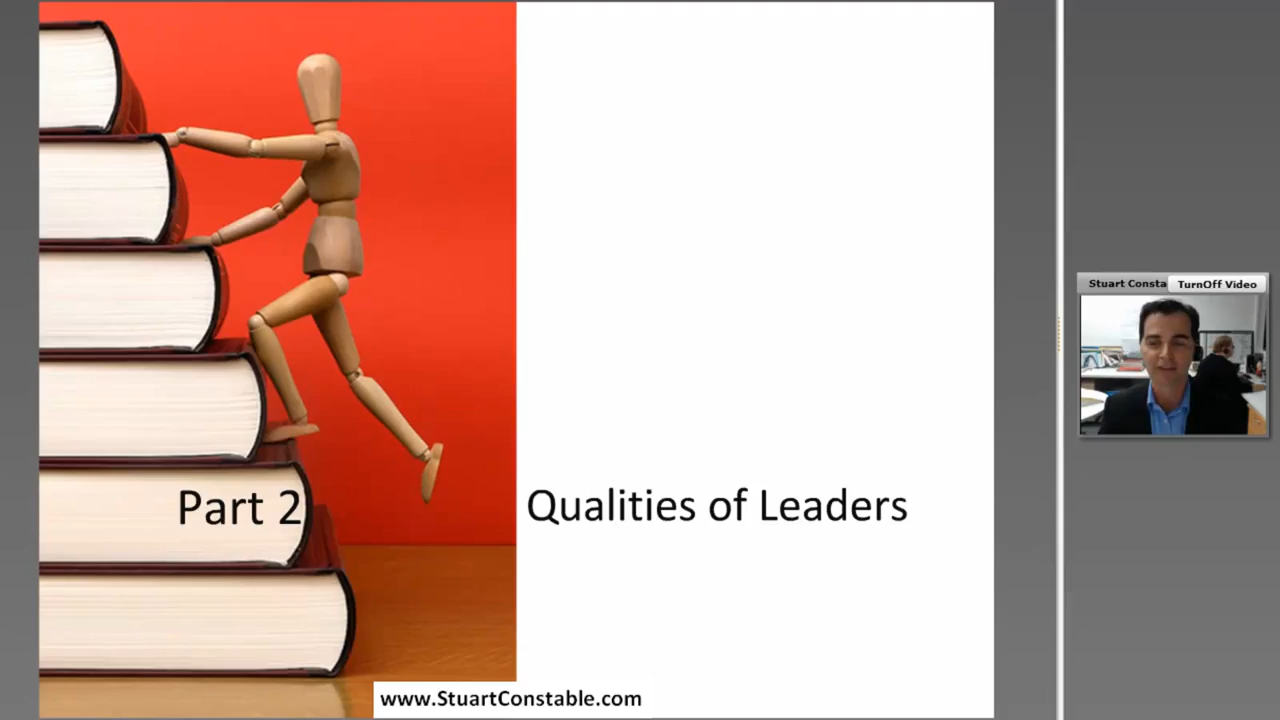 Part 2
Qualities of Leaders
www.StuartConstable.com
Stuart Consta
TurnOff Video